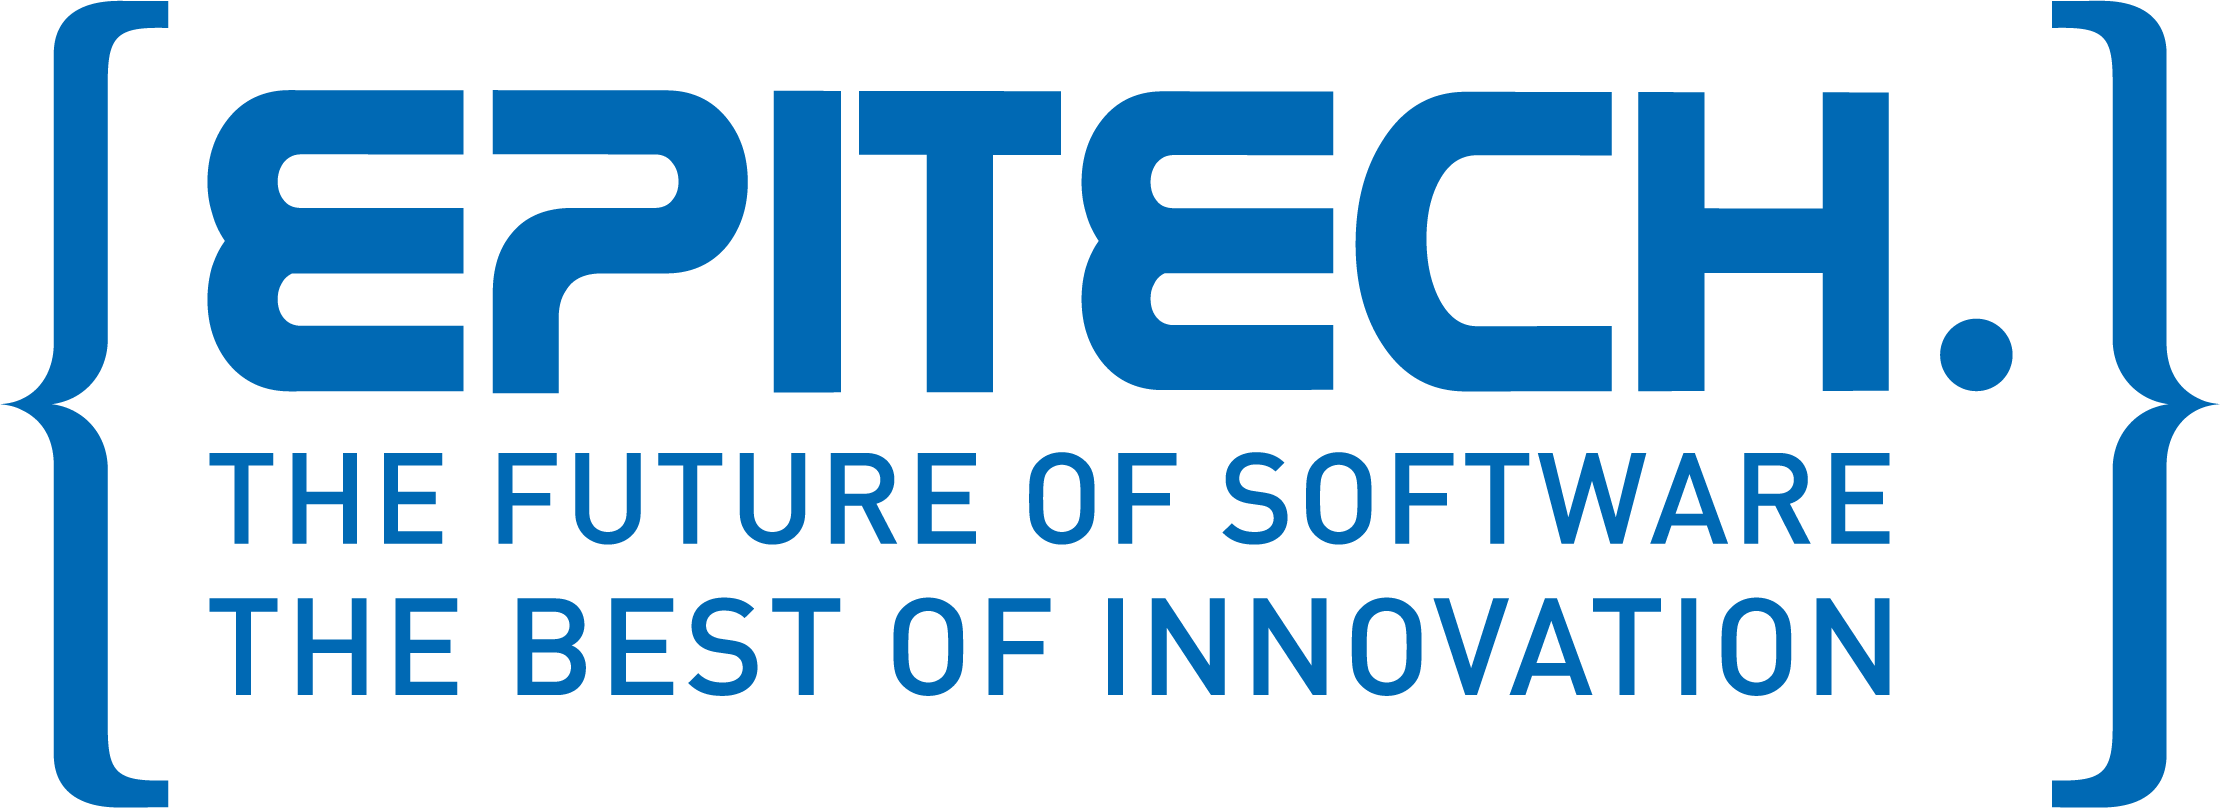 {EPITECH.}
THE FUTURE OF SOFTWARE
THE BEST OF INNOVATION